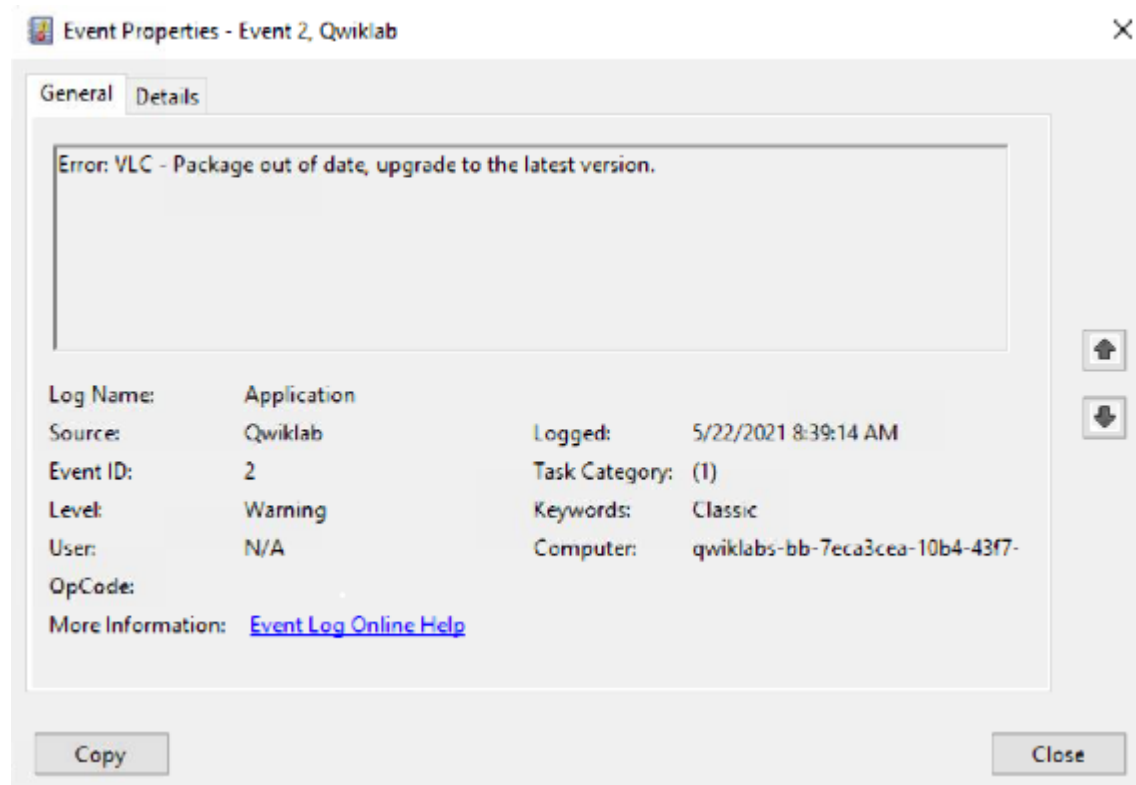 Event Properties - Event 2, Qwiklab
General Details
Error: VLC - Package out of date, upgrade to the latest version.
Log Name: Application
Source: Qwiklab Logged: 5/22/2021 8:39:14 AM
Event ID: 2 Task Category: (1)
Level: Warning Keywords: Classic
User: N/A Computer: qwiklabs-bb-7eca3cea-10b4-43f7-
OpCode:
More Information: Event Log Online Help
Copy Close